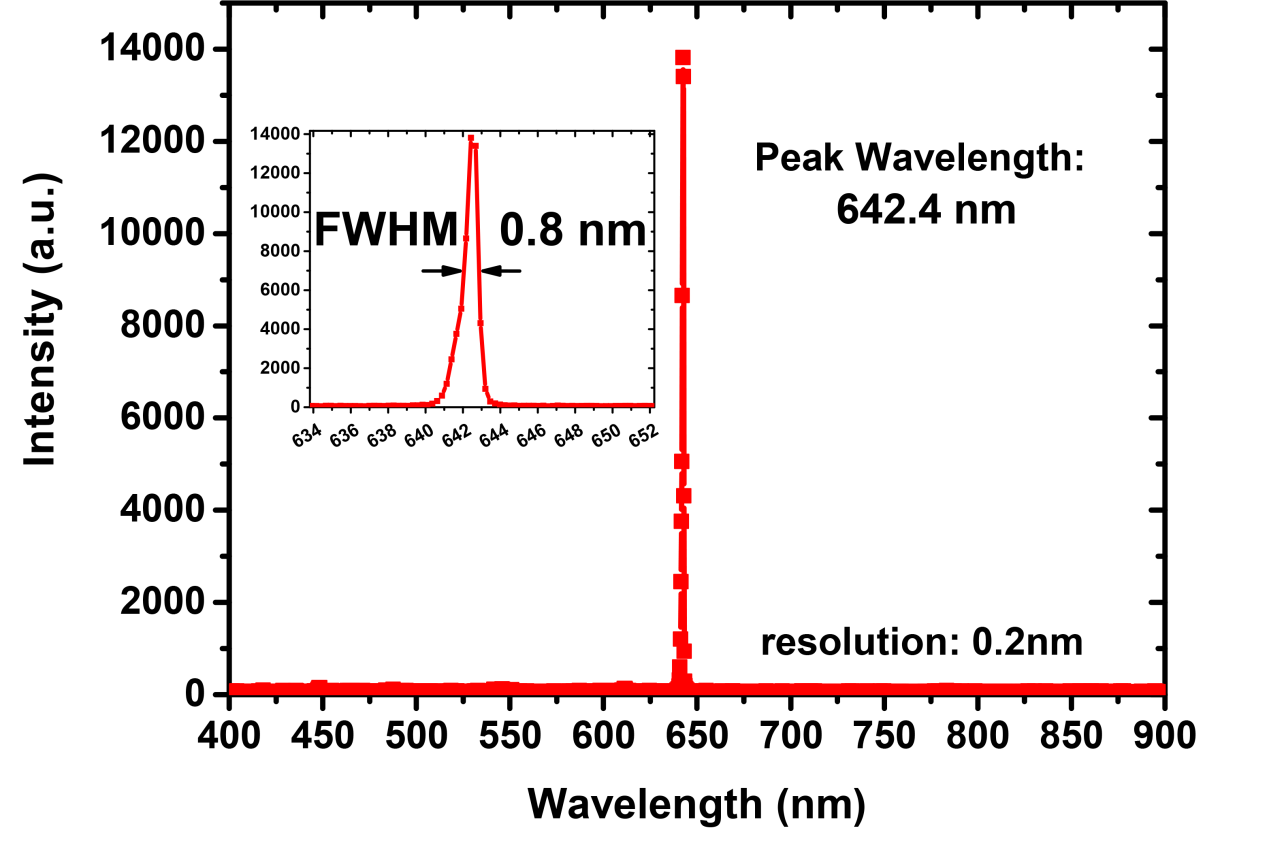 14000
12000
10000
8000
6000
4000
2000
0
Intensity (a.u.)
14000
12000
10000
8000
6000
4000
2000
0
FWHM 0.8 nm
634 636 638 640 642 644 646 648 650 652
Peak Wavelength:
642.4 nm
resolution: 0.2nm
400 450 500 550 600 650 700 750 800 850 900
Wavelength (nm)